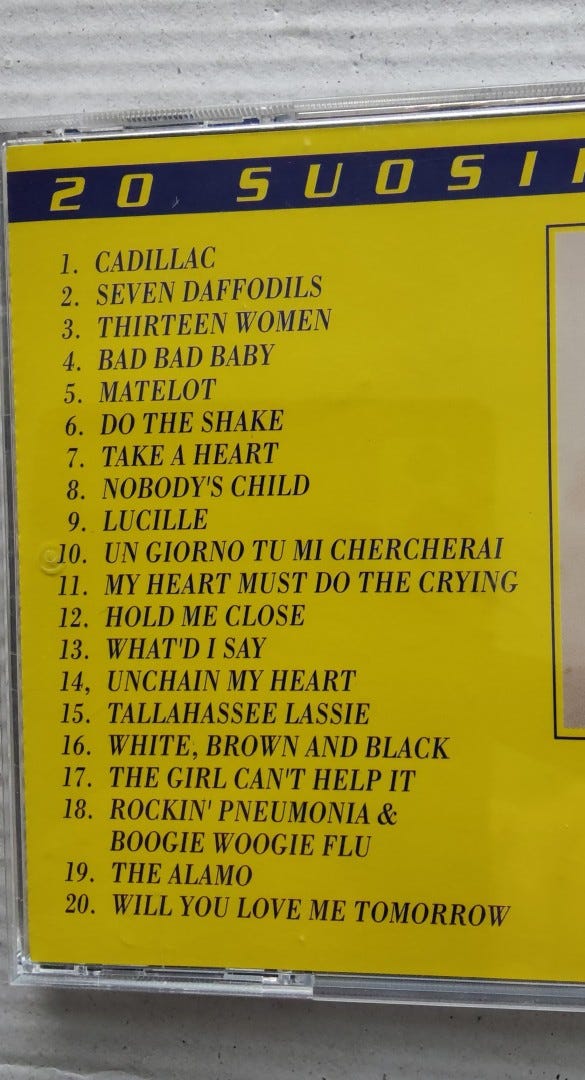 20 SUOSI
1. CADILLAC
2. SEVEN DAFFODILS
3. THIRTEEN WOMEN
4. BAD BAD BABY
5. MATELOT
6. DO THE SHAKE
7. TAKE A HEART
8. NOBODY'S CHILD
9. LUCILLE
10. UN GIORNO TU MI CHERCHERAI
11. MY HEART MUST DO THE CRYING
12. HOLD ME CLOSE
13. WHAT'D I SAY
14, UNCHAIN MY HEART
15. TALLAHASSEE LASSIE
16. WHITE, BROWN AND BLACK
17. THE GIRL CAN'T HELP IT
18. ROCKIN' PNEUMONIA &
BOOGIE WOOGIE FLU
19. THE ALAMO
20. WILL YOU LOVE ME TOMORROW